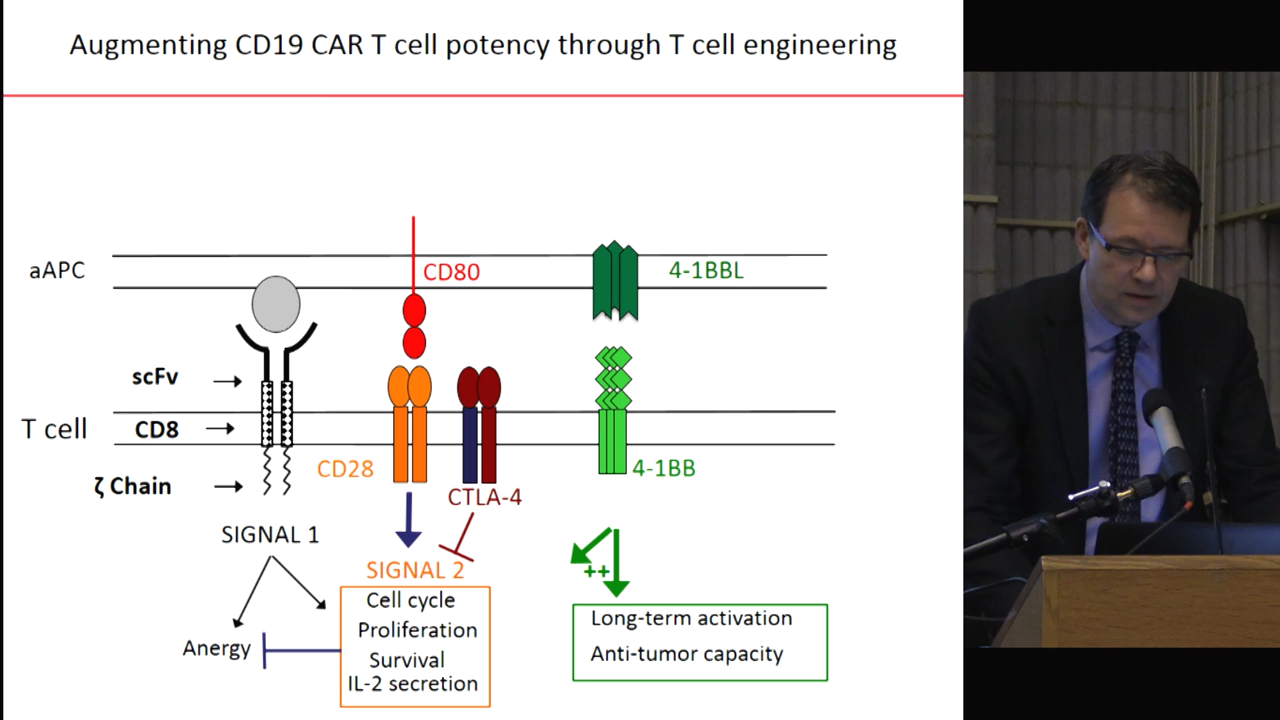 Augmenting CD19 CAR T cell potency through T cell engineering
aAPC
CD80
4-1BBL
scFv
T cell
CD8
CD28
4-1BB
ζ Chain
CTLA-4
SIGNAL 1
SIGNAL 2
++
Cell cycle
Proliferation
Survival
IL-2 secretion
Anergy
Long-term activation
Anti-tumor capacity